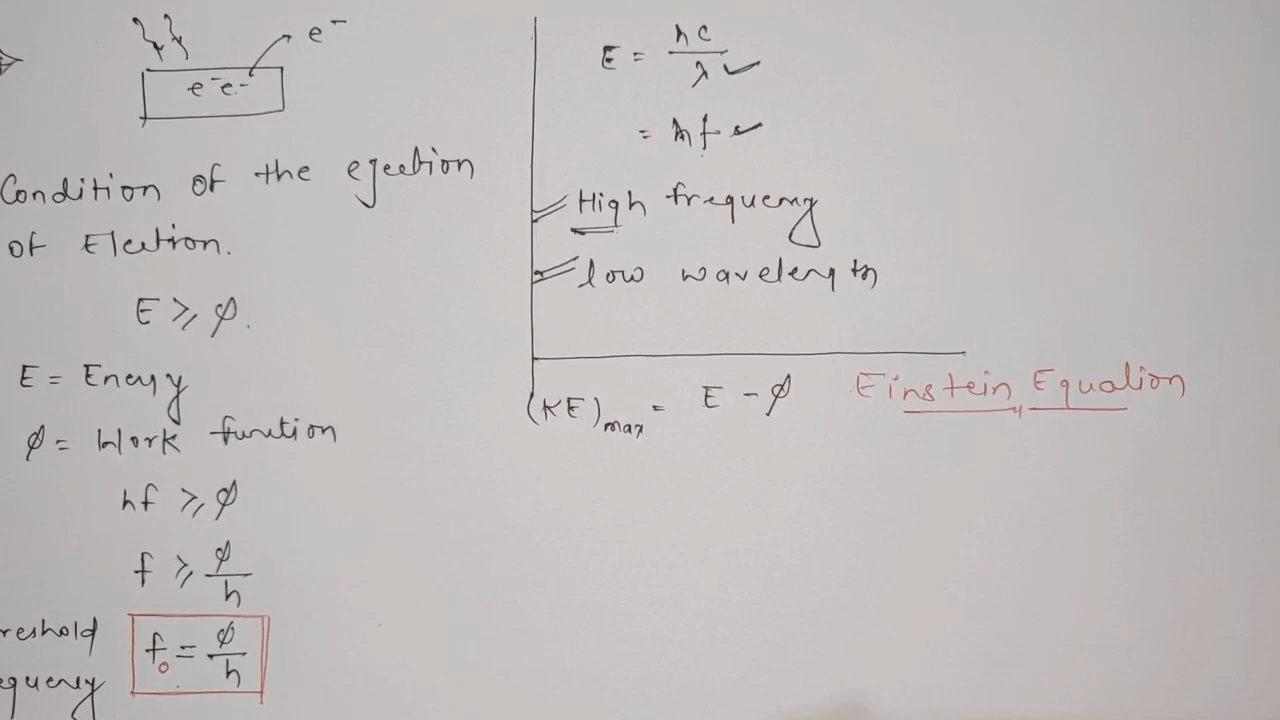 e⁻
e⁻e⁻
Condition of the ejection
of Electron.
E ⩾ φ.
E = Energy
φ = Work function
hf ⩾ φ
f ⩾ φ/h
reshold
f₀ = φ/h
quency
E = hc/λ
= hf
High frequency
low wavelength
(KE)max = E - φ Einstein Equation